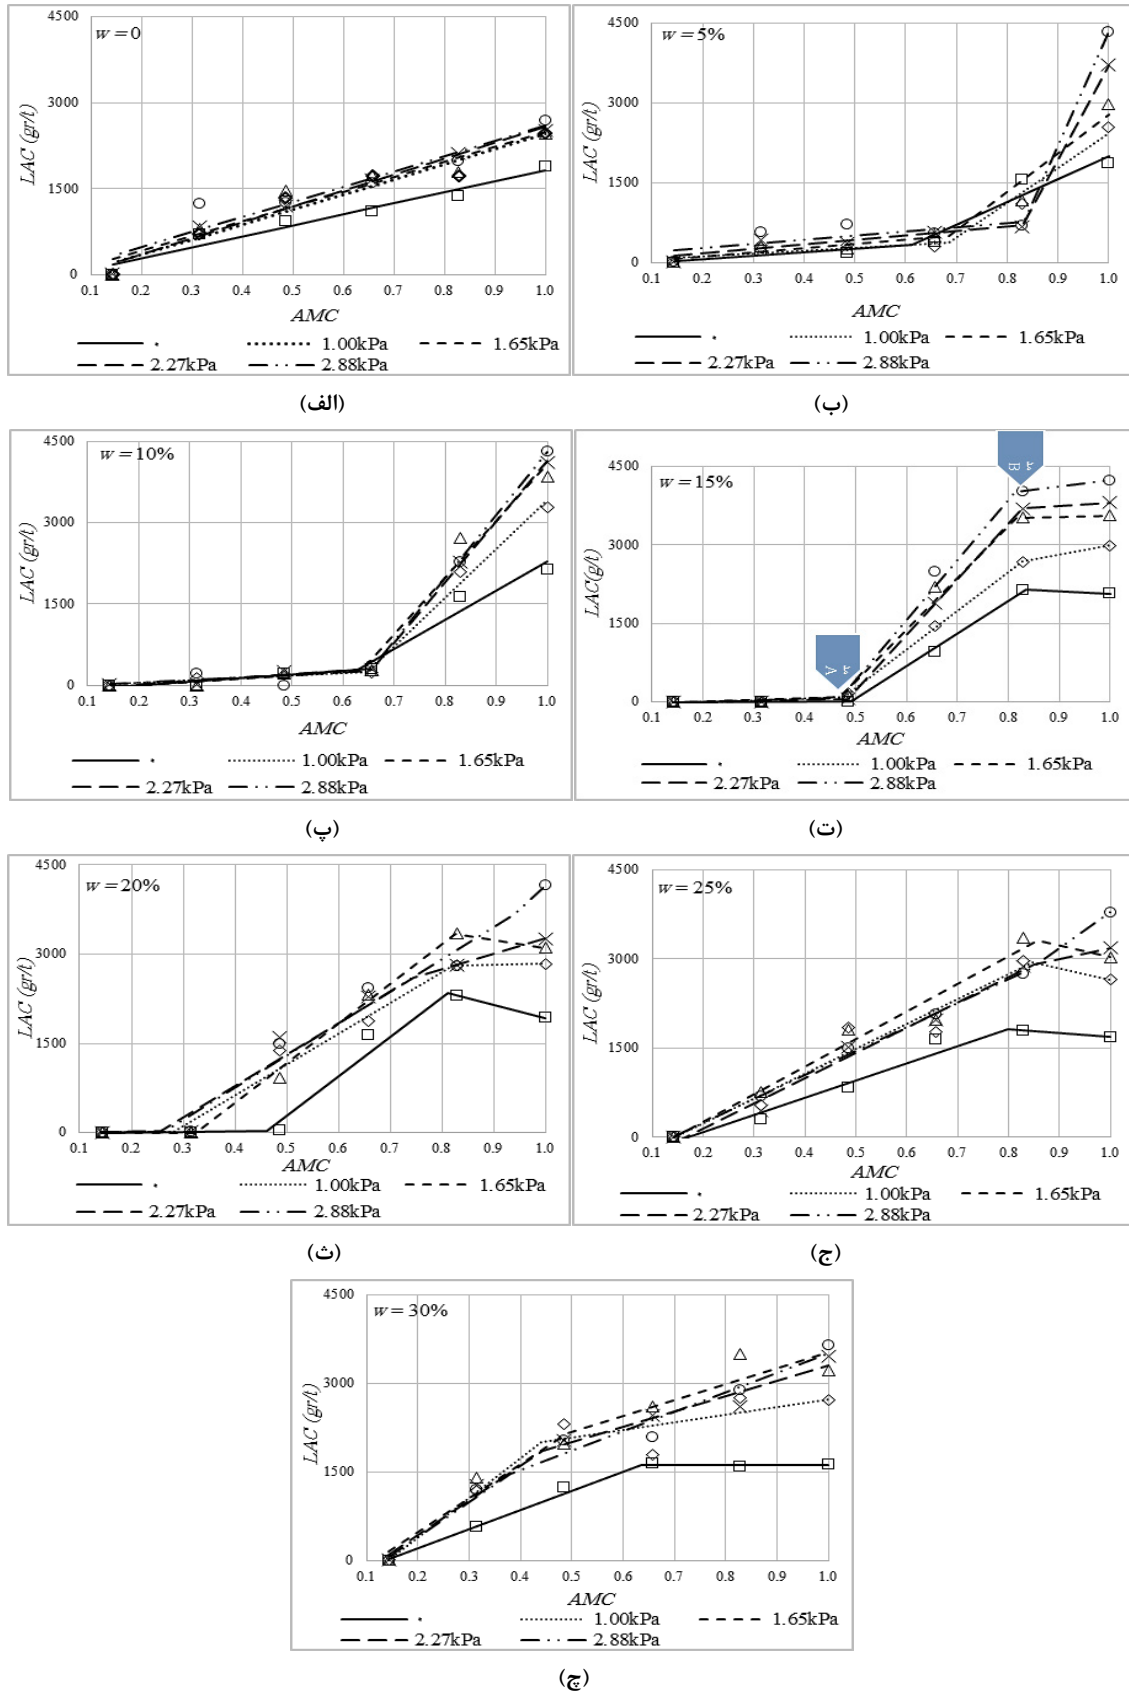 w = 0
LAC (gr/t)
4500
3000
1500
0
0.1 0.2 0.3 0.4 0.5 0.6 0.7 0.8 0.9 1.0
AMC
* 1.00kPa 1.65kPa
2.27kPa 2.88kPa
(الف)
w = 5%
LAC (gr/t)
4500
3000
1500
0
0.1 0.2 0.3 0.4 0.5 0.6 0.7 0.8 0.9 1.0
AMC
* 1.00kPa 1.65kPa
2.27kPa 2.88kPa
(ب)
w = 10%
LAC (gr/t)
4500
3000
1500
0
0.1 0.2 0.3 0.4 0.5 0.6 0.7 0.8 0.9 1.0
AMC
* 1.00kPa 1.65kPa
2.27kPa 2.88kPa
(پ)
w = 15%
LAC(g/t)
4500
3000
1500
0
A
B
0.1 0.2 0.3 0.4 0.5 0.6 0.7 0.8 0.9 1.0
AMC
* 1.00kPa 1.65kPa
2.27kPa 2.88kPa
(ت)
w = 20%
LAC (gr/t)
4500
3000
1500
0
0.1 0.2 0.3 0.4 0.5 0.6 0.7 0.8 0.9 1.0
AMC
* 1.00kPa 1.65kPa
2.27kPa 2.88kPa
(ث)
w = 25%
LAC (gr/t)
4500
3000
1500
0
0.1 0.2 0.3 0.4 0.5 0.6 0.7 0.8 0.9 1.0
AMC
* 1.00kPa 1.65kPa
2.27kPa 2.88kPa
(ج)
w = 30%
LAC (gr/t)
4500
3000
1500
0
0.1 0.2 0.3 0.4 0.5 0.6 0.7 0.8 0.9 1.0
AMC
* 1.00kPa 1.65kPa
2.27kPa 2.88kPa
(چ)